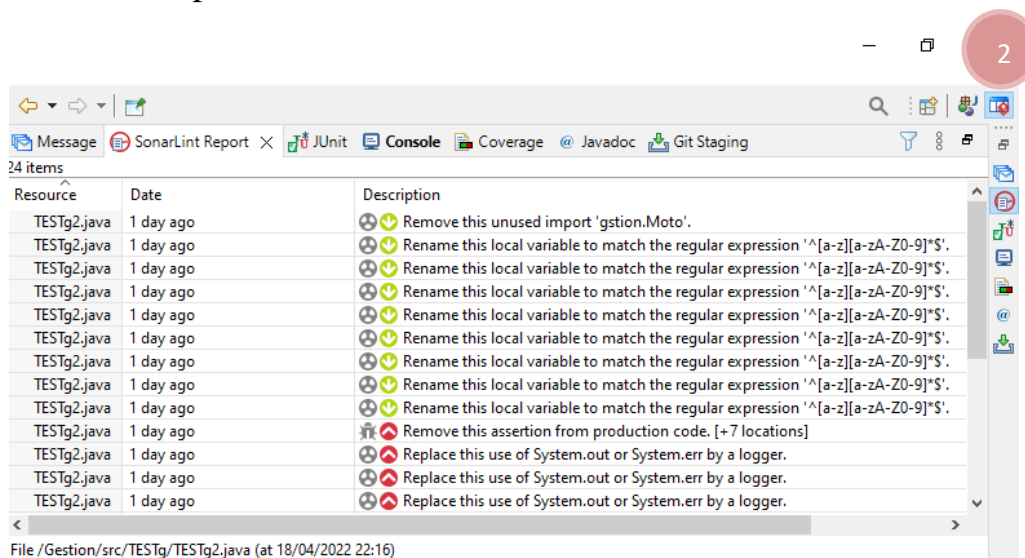 2
Message SonarLint Report JUnit Console Coverage @ Javadoc Git Staging
24 items
Resource Date Description
TESTg2.java 1 day ago Remove this unused import 'gstion.Moto'.
TESTg2.java 1 day ago Rename this local variable to match the regular expression '^[a-z][a-zA-Z0-9]*$'.
TESTg2.java 1 day ago Rename this local variable to match the regular expression '^[a-z][a-zA-Z0-9]*$'.
TESTg2.java 1 day ago Rename this local variable to match the regular expression '^[a-z][a-zA-Z0-9]*$'.
TESTg2.java 1 day ago Rename this local variable to match the regular expression '^[a-z][a-zA-Z0-9]*$'.
TESTg2.java 1 day ago Rename this local variable to match the regular expression '^[a-z][a-zA-Z0-9]*$'.
TESTg2.java 1 day ago Rename this local variable to match the regular expression '^[a-z][a-zA-Z0-9]*$'.
TESTg2.java 1 day ago Rename this local variable to match the regular expression '^[a-z][a-zA-Z0-9]*$'.
TESTg2.java 1 day ago Rename this local variable to match the regular expression '^[a-z][a-zA-Z0-9]*$'.
TESTg2.java 1 day ago Remove this assertion from production code. [+7 locations]
TESTg2.java 1 day ago Replace this use of System.out or System.err by a logger.
TESTg2.java 1 day ago Replace this use of System.out or System.err by a logger.
TESTg2.java 1 day ago Replace this use of System.out or System.err by a logger.
File /Gestion/src/TESTg/TESTg2.java (at 18/04/2022 22:16)